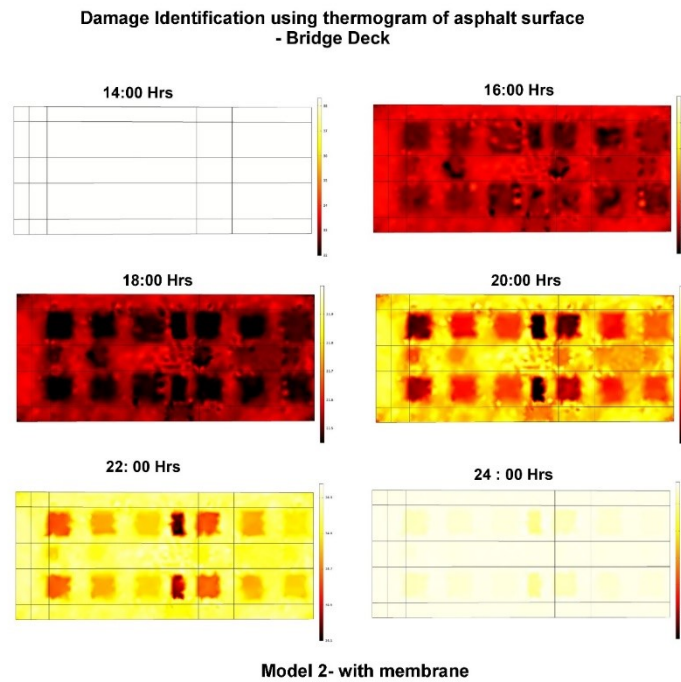 Damage Identification using thermogram of asphalt surface
- Bridge Deck
14:00 Hrs
16:00 Hrs
18:00 Hrs
20:00 Hrs
22: 00 Hrs
24 : 00 Hrs
Model 2- with membrane